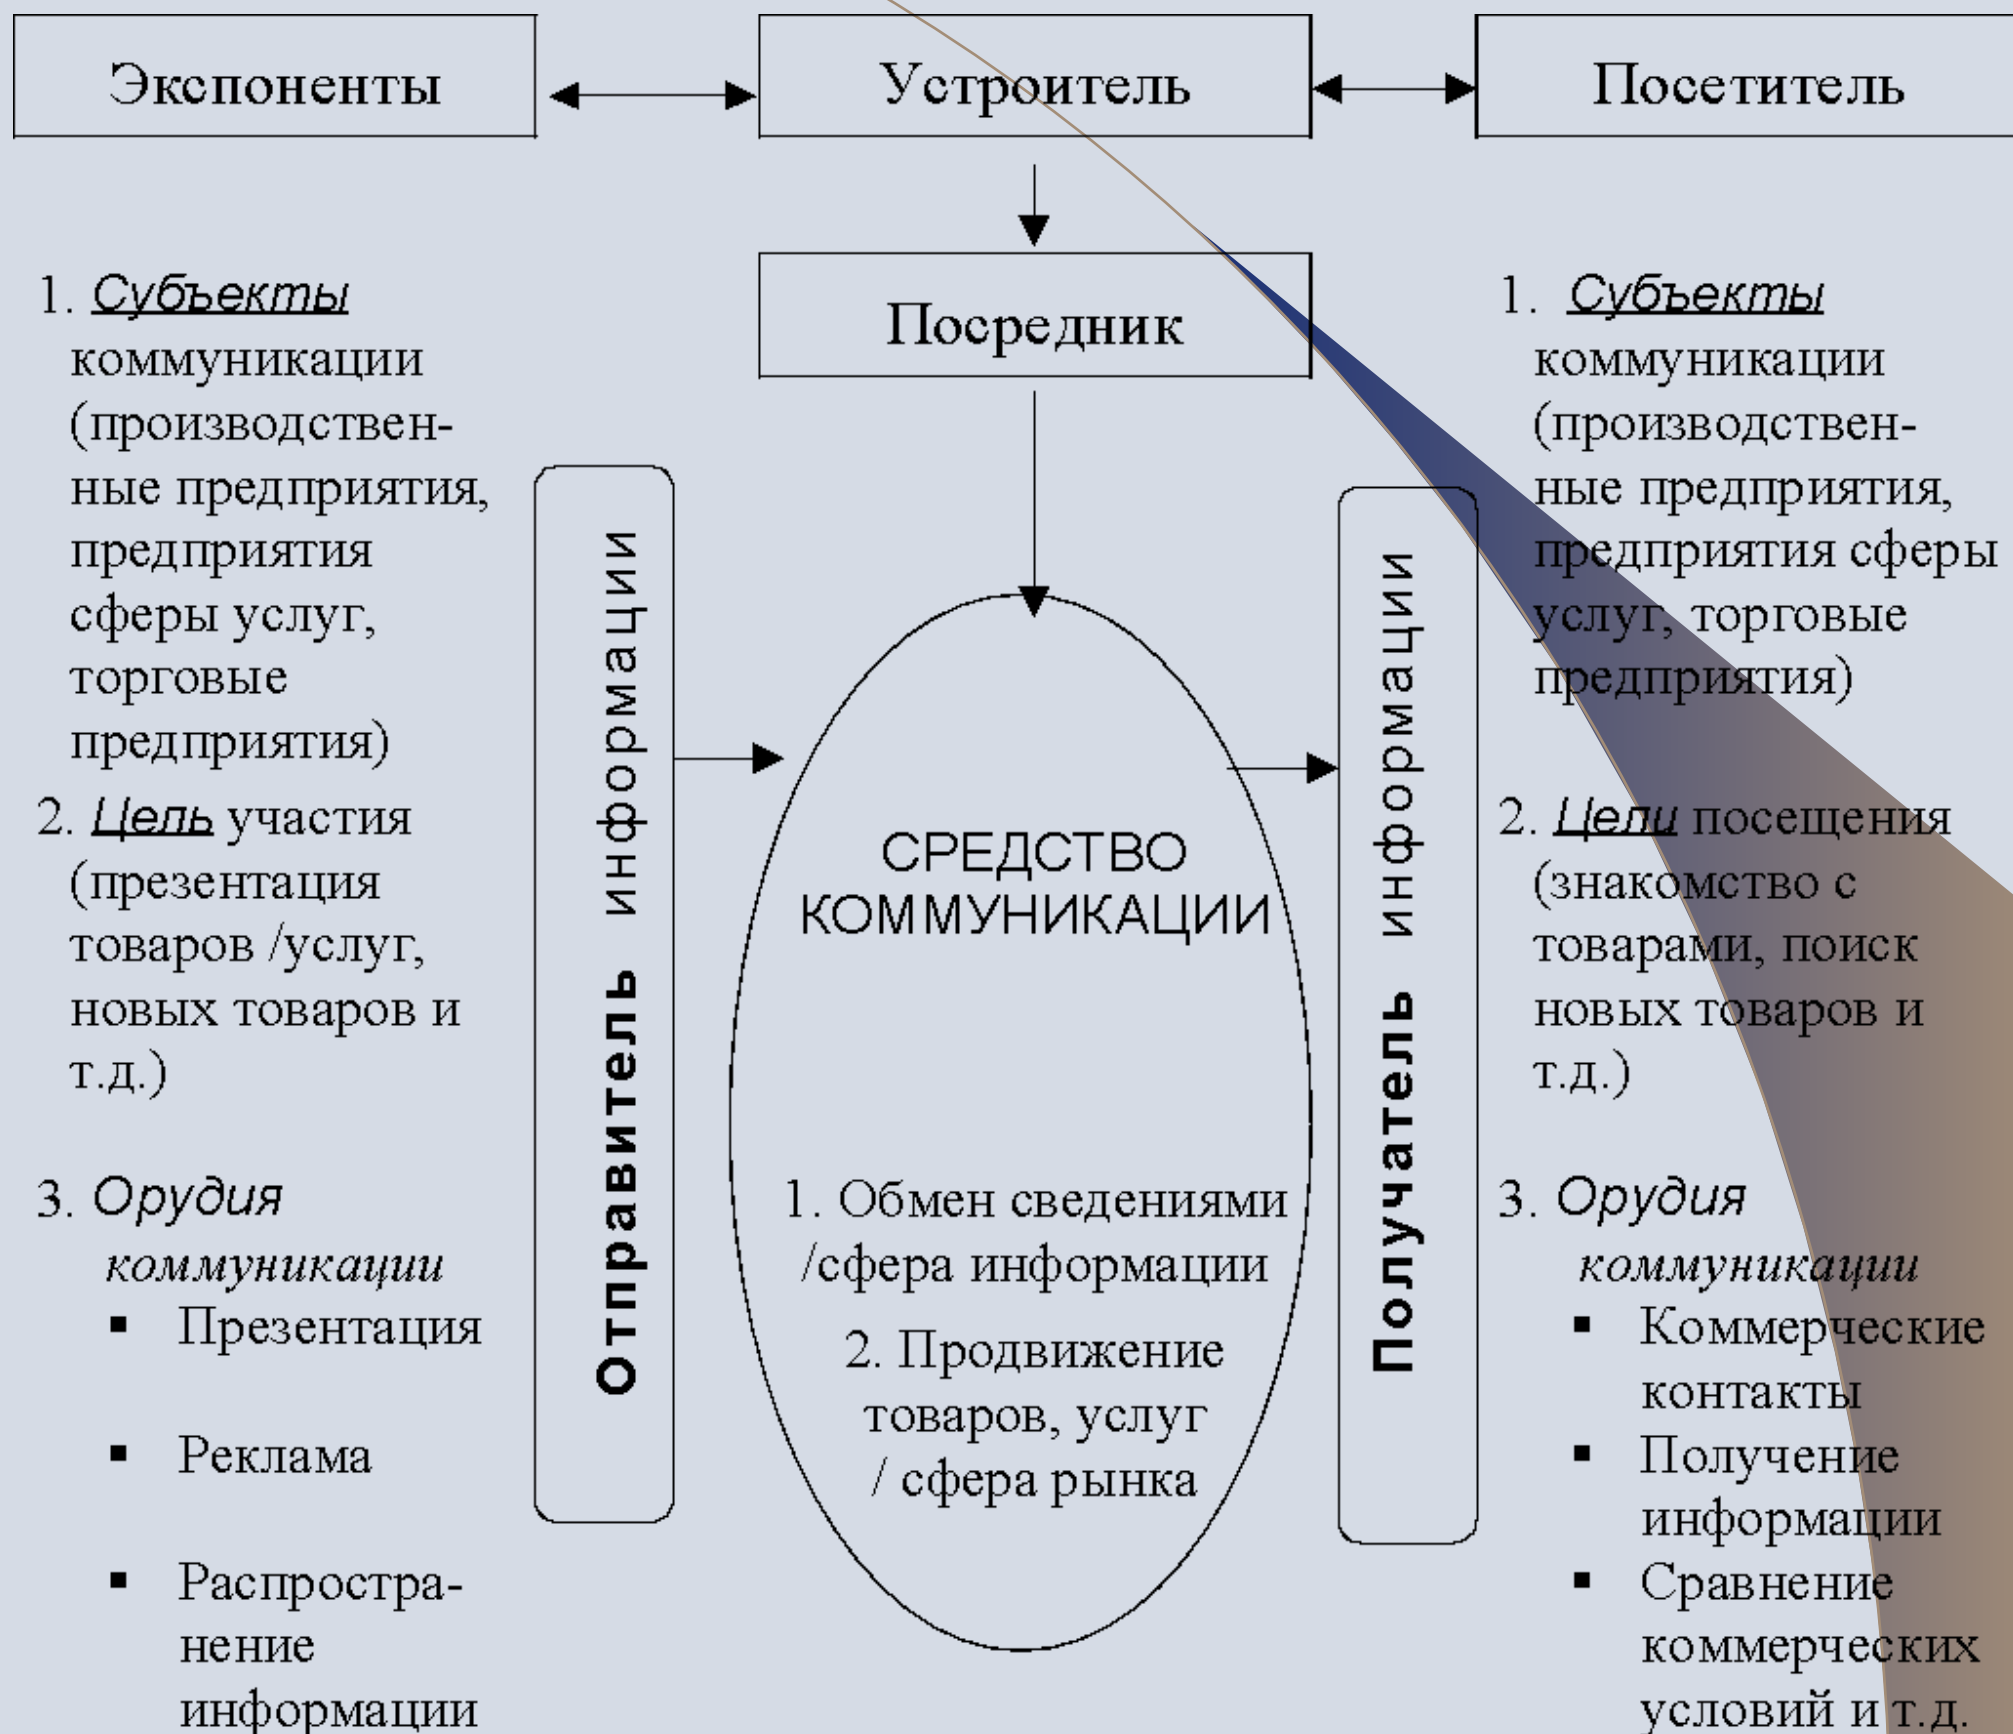 Экспоненты
Устроитель
Посетитель
Посредник
1. Субъекты
коммуникации
(производствен-
ные предприятия,
предприятия
сферы услуг,
торговые
предприятия)
2. Цель участия
(презентация
товаров /услуг,
новых товаров и
т.д.)
3. Орудия
коммуникации
▪ Презентация
▪ Реклама
▪ Распростра-
нение
информации
Отправитель информации
СРЕДСТВО
КОММУНИКАЦИИ
1. Обмен сведениями
/сфера информации
2. Продвижение
товаров, услуг
/ сфера рынка
Получатель информации
1. Субъекты
коммуникации
(производствен-
ные предприятия,
предприятия сферы
услуг, торговые
предприятия)
2. Цели посещения
(знакомство с
товарами, поиск
новых товаров и
т.д.)
3. Орудия
коммуникации
▪ Коммерческие
контакты
▪ Получение
информации
▪ Сравнение
коммерческих
условий и т.д.